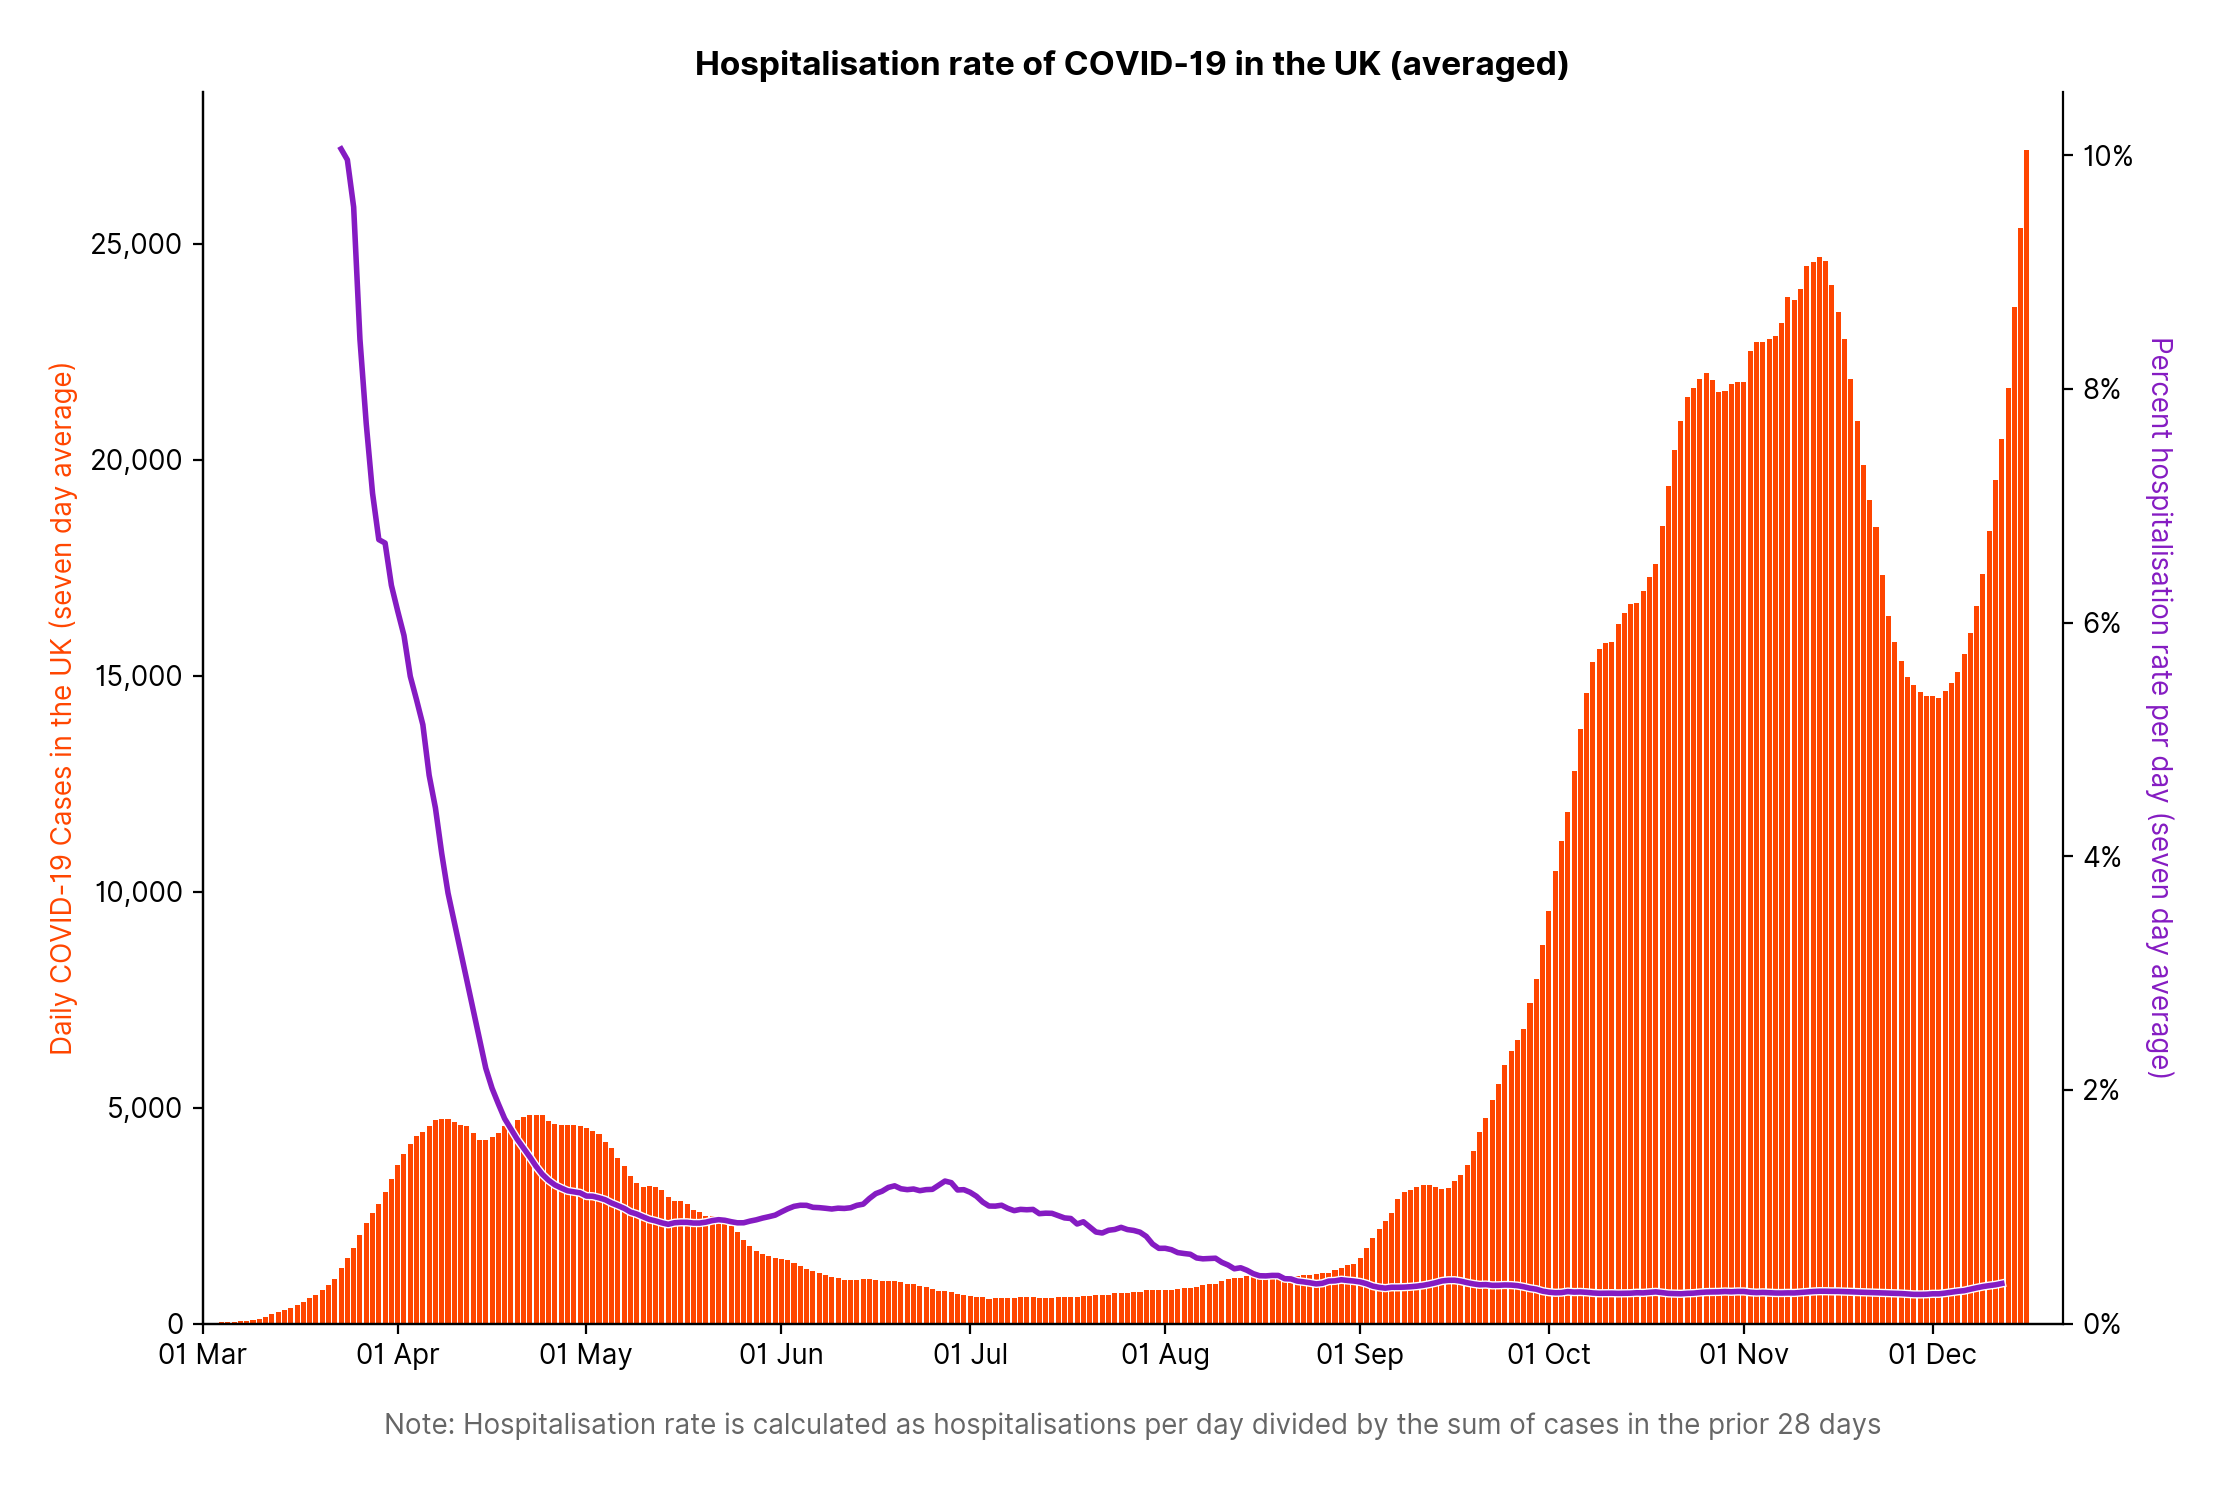 Hospitalisation rate of COVID-19 in the UK (averaged)
Daily COVID-19 Cases in the UK (seven day average)
25,000
20,000
15,000
10,000
5,000
0
10%
8%
6%
4%
2%
0%
Percent hospitalisation rate per day (seven day average)
01 Mar 01 Apr 01 May 01 Jun 01 Jul 01 Aug 01 Sep 01 Oct 01 Nov 01 Dec
Note: Hospitalisation rate is calculated as hospitalisations per day divided by the sum of cases in the prior 28 days